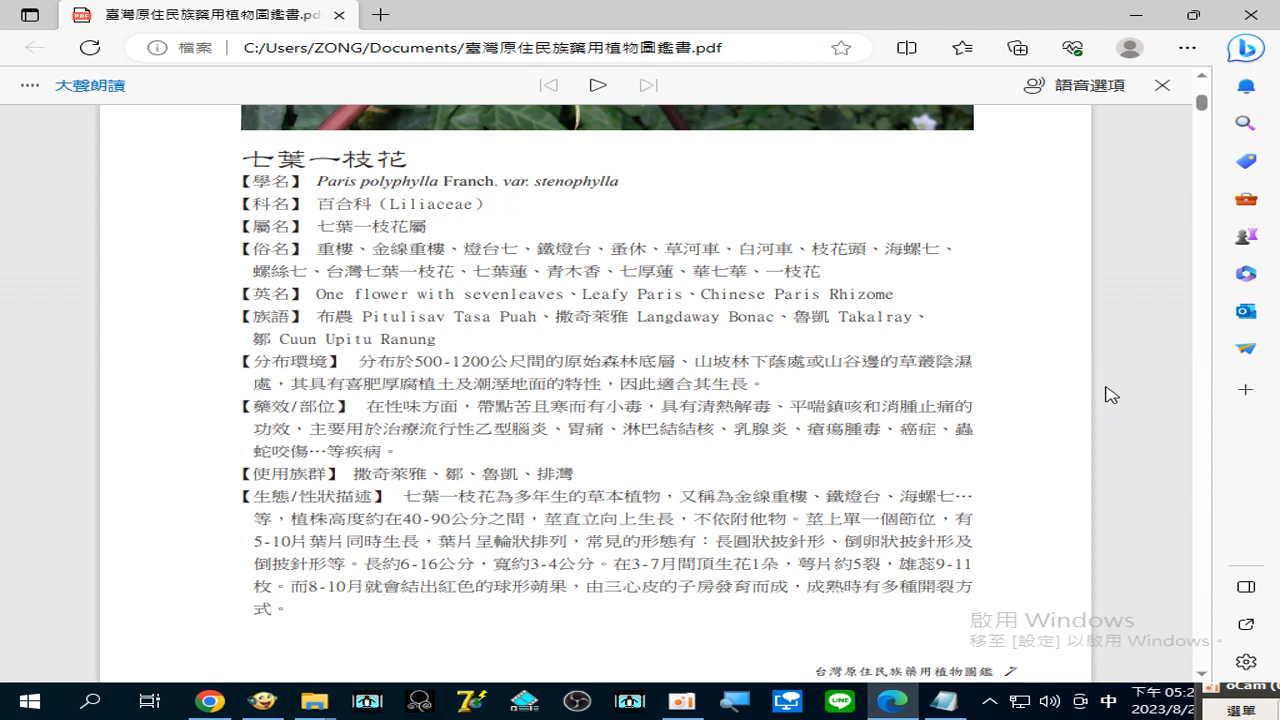 臺灣原住民族藥用植物圖鑑書.pd
檔案 C:/Users/ZONG/Documents/臺灣原住民族藥用植物圖鑑書.pdf
大聲朗讀 語音選項
七葉一枝花
【學名】 Paris polyphylla Franch. var. stenophylla
【科名】 百合科（Liliaceae）
【屬名】 七葉一枝花屬
【俗名】 重樓、金線重樓、燈台七、鐵燈台、蚤休、草河車、白河車、枝花頭、海螺七、
螺絲七、台灣七葉一枝花、七葉蓮、青木香、七厚蓮、華七華、一枝花
【英名】 One flower with sevenleaves、Leafy Paris、Chinese Paris Rhizome
【族語】 布農 Pitulisav Tasa Puah、撒奇萊雅 Langdaway Bonac、魯凱 Takalray、
鄒 Cuun Upitu Ranung
【分布環境】 分布於500-1200公尺間的原始森林底層、山坡林下蔭處或山谷邊的草叢陰濕
處，其具有喜肥厚腐植土及潮溼地面的特性，因此適合其生長。
【藥效/部位】 在性味方面，帶點苦且寒而有小毒，具有清熱解毒、平喘鎮咳和消腫止痛的
功效，主要用於治療流行性乙型腦炎、胃痛、淋巴結結核、乳腺炎、瘡瘍腫毒、癌症、蟲
蛇咬傷…等疾病。
【使用族群】 撒奇萊雅、鄒、魯凱、排灣
【生態/性狀描述】 七葉一枝花為多年生的草本植物，又稱為金線重樓、鐵燈台、海螺七…
等，植株高度約在40-90公分之間，莖直立向上生長，不依附他物。莖上單一個節位，有
5-10片葉片同時生長，葉片呈輪狀排列，常見的形態有：長圓狀披針形、倒卵狀披針形及
倒披針形等。長約6-16公分，寬約3-4公分。在3-7月間頂生花1朵，萼片約5裂，雄蕊9-11
枚。而8-10月就會結出紅色的球形蒴果，由三心皮的子房發育而成，成熟時有多種開裂方
式。
啟用 Windows
移至 [設定] 以啟用 Windows。
台灣原住民族藥用植物圖鑑 7
中 下午 05:2
2023/8/2
oCam (
選單